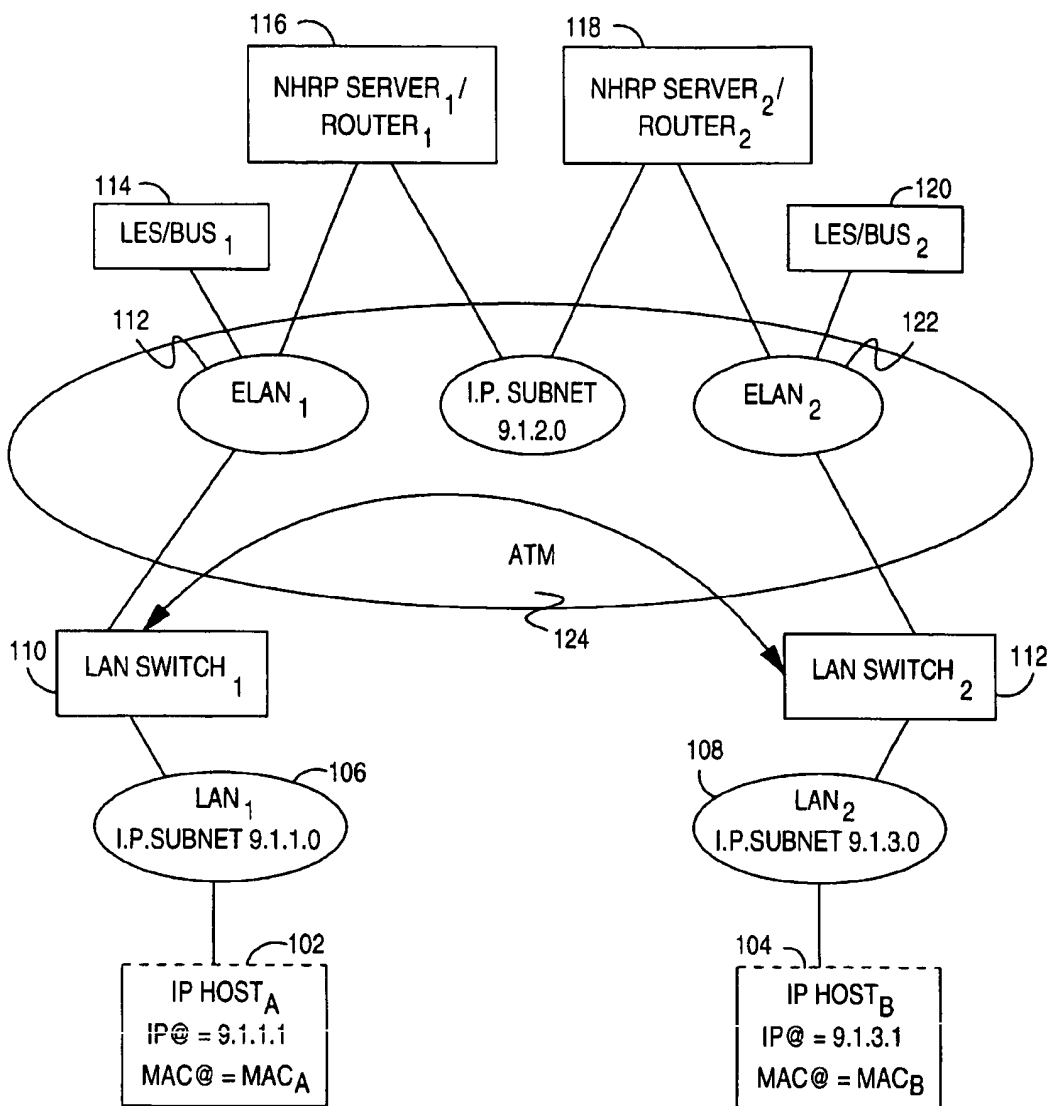 116
118
NHRP SERVER1/
ROUTER1
NHRP SERVER2/
ROUTER2
114
120
LES/BUS1
LES/BUS2
112
122
ELAN1
I.P. SUBNET
9.1.2.0
ELAN2
ATM
124
110
LAN SWITCH1
LAN SWITCH2
112
106
108
LAN1
I.P.SUBNET 9.1.1.0
LAN2
I.P.SUBNET 9.1.3.0
102
104
IP HOSTA
IP@ = 9.1.1.1
MAC@ = MACA
IP HOSTB
IP@ = 9.1.3.1
MAC@ = MACB